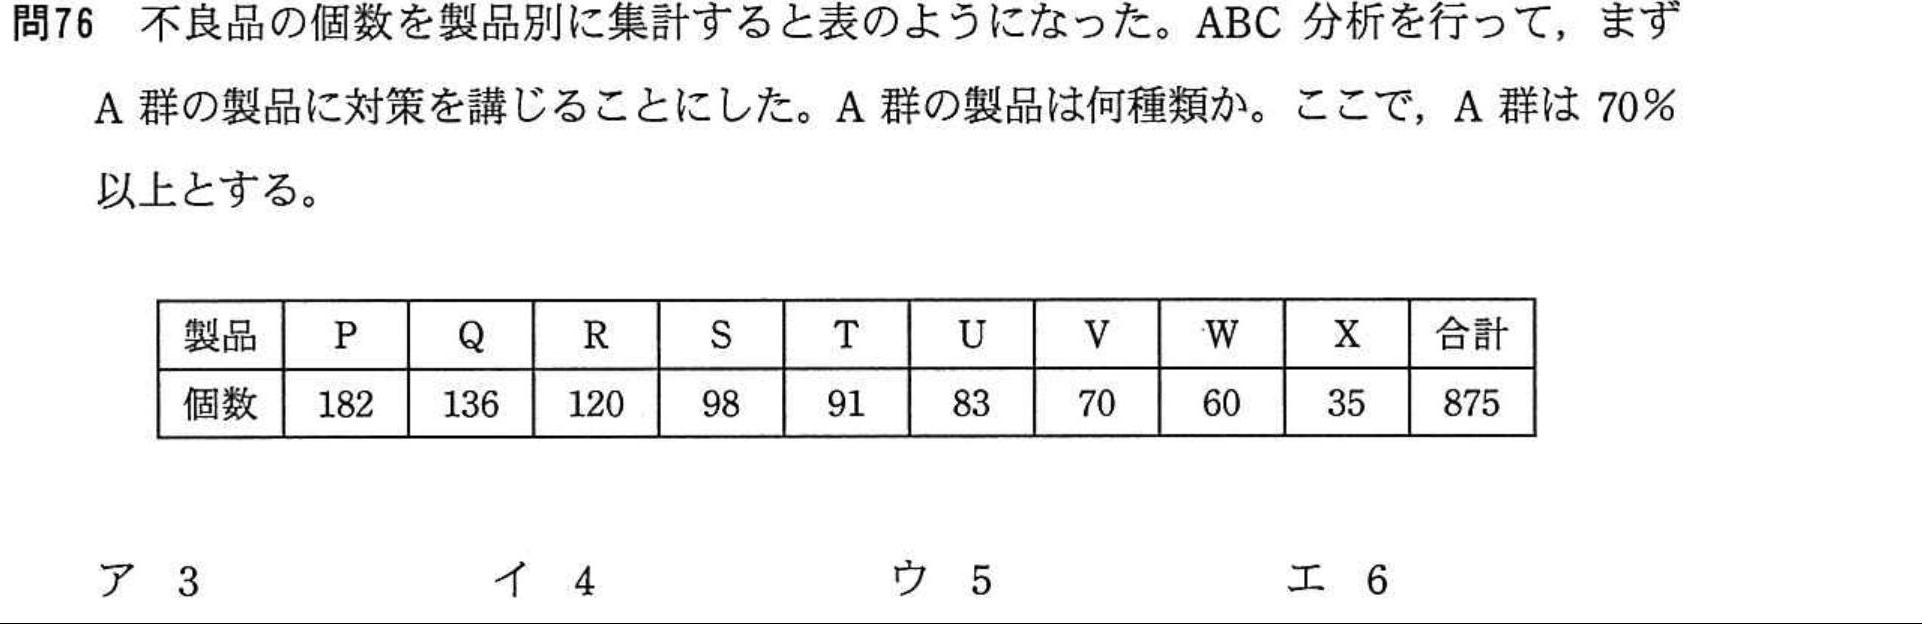 問76 不良品の個数を製品別に集計すると表のようになった。ABC 分析を行って，まず
A 群の製品に対策を講じることにした。A 群の製品は何種類か。ここで，A 群は 70％
以上とする。
製品 P Q R S T U V W X 合計
個数 182 136 120 98 91 83 70 60 35 875
ア 3 イ 4 ウ 5 エ 6